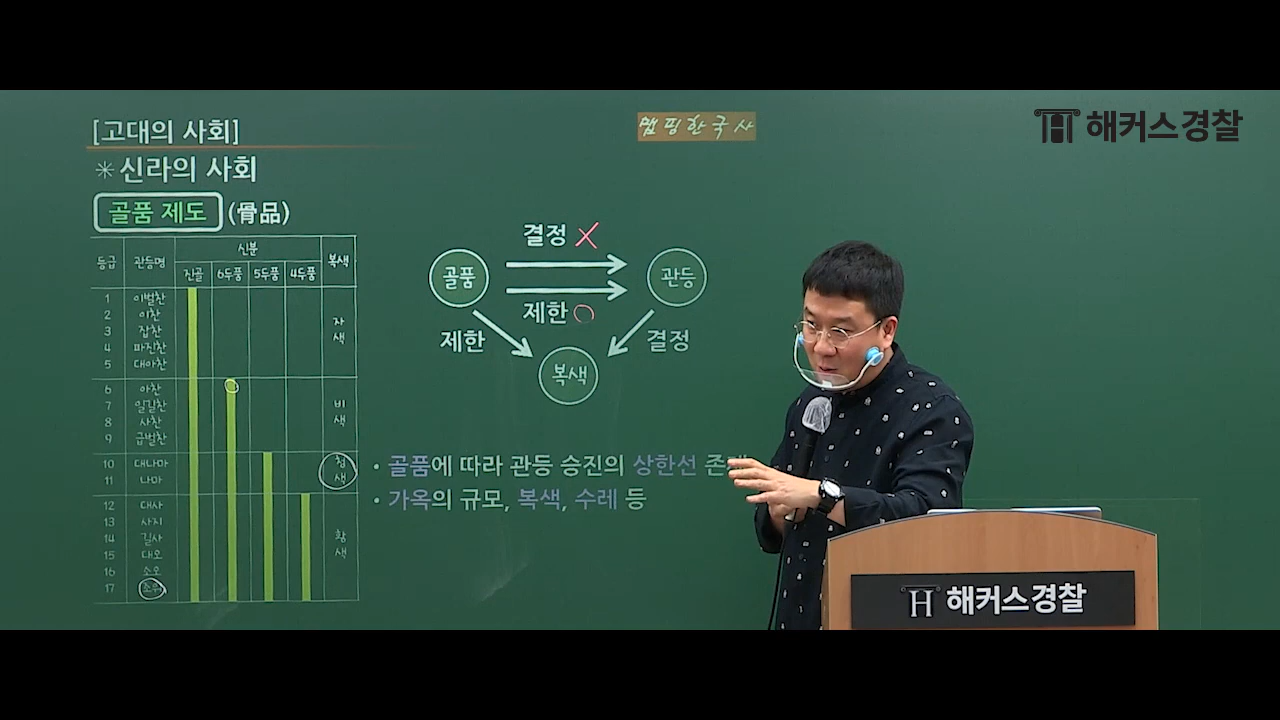 [고대의 사회]
맵핑한국사
해커스경찰
✳신라의 사회
골품 제도 (骨品)
등급 관등명 신분 복색
진골 6두품 5두품 4두품
1 이벌찬
2 이찬
3 잡찬
4 파진찬
5 대아찬
자색
6 아찬
7 일길찬
8 사찬
9 급벌찬
비색
10 대나마
11 나마
청색
12 대사
13 사지
14 길사
15 대오
16 소오
17 조위
황색
결정 X
골품 관등
제한 ○
제한 결정
복색
• 골품에 따라 관등 승진의 상한선 존재
• 가옥의 규모, 복색, 수레 등
해커스경찰